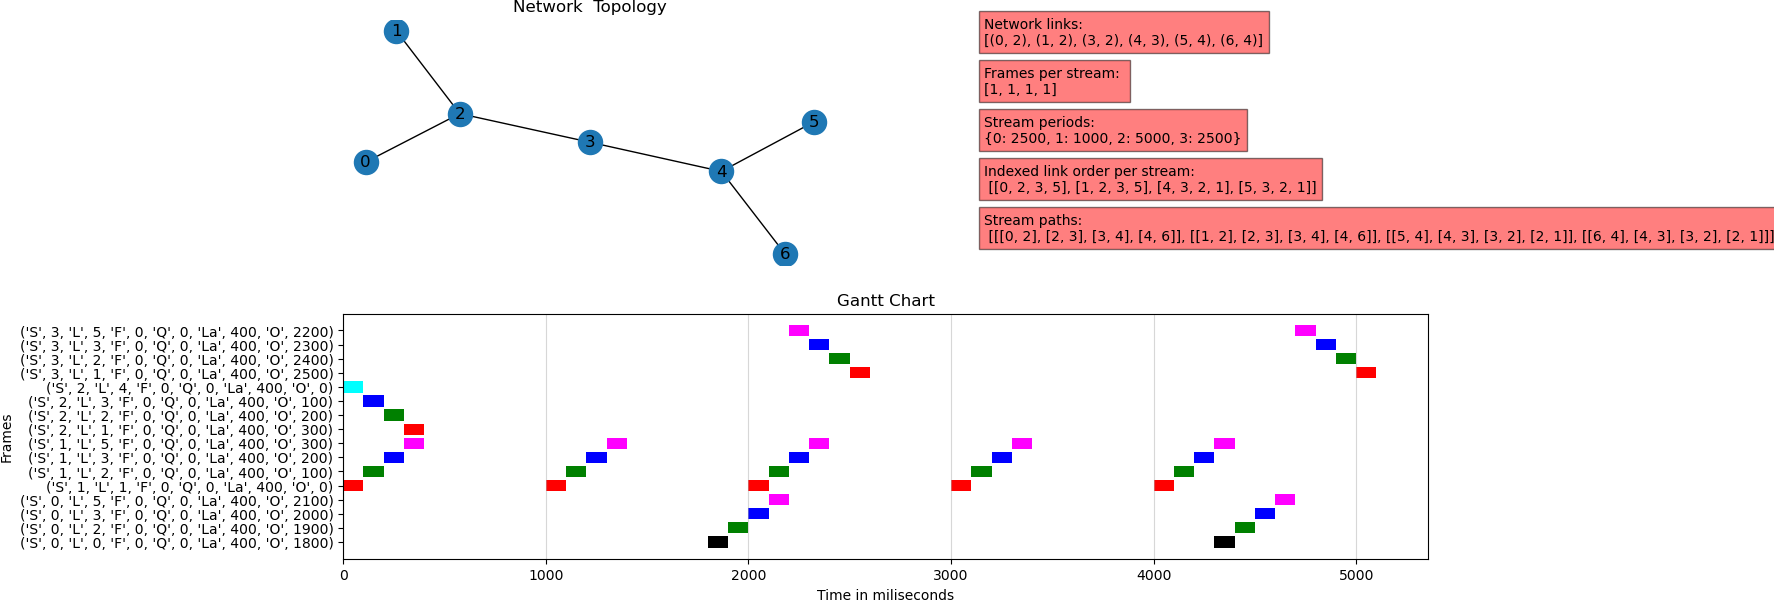 Network  Topology
1
2
0
3
5
4
6
Network links:
[(0, 2), (1, 2), (3, 2), (4, 3), (5, 4), (6, 4)]
Frames per stream:
[1, 1, 1, 1]
Stream periods:
{0: 2500, 1: 1000, 2: 5000, 3: 2500}
Indexed link order per stream:
[[0, 2, 3, 5], [1, 2, 3, 5], [4, 3, 2, 1], [5, 3, 2, 1]]
Stream paths:
[[[0, 2], [2, 3], [3, 4], [4, 6]], [[1, 2], [2, 3], [3, 4], [4, 6]], [[5, 4], [4, 3], [3, 2], [2, 1]], [[6, 4], [4, 3], [3, 2], [2, 1]]]
Gantt Chart
('S', 3, 'L', 5, 'F', 0, 'Q', 0, 'La', 400, 'O', 2200)
('S', 3, 'L', 3, 'F', 0, 'Q', 0, 'La', 400, 'O', 2300)
('S', 3, 'L', 2, 'F', 0, 'Q', 0, 'La', 400, 'O', 2400)
('S', 3, 'L', 1, 'F', 0, 'Q', 0, 'La', 400, 'O', 2500)
('S', 2, 'L', 4, 'F', 0, 'Q', 0, 'La', 400, 'O', 0)
('S', 2, 'L', 3, 'F', 0, 'Q', 0, 'La', 400, 'O', 100)
('S', 2, 'L', 2, 'F', 0, 'Q', 0, 'La', 400, 'O', 200)
('S', 2, 'L', 1, 'F', 0, 'Q', 0, 'La', 400, 'O', 300)
('S', 1, 'L', 5, 'F', 0, 'Q', 0, 'La', 400, 'O', 300)
('S', 1, 'L', 3, 'F', 0, 'Q', 0, 'La', 400, 'O', 200)
('S', 1, 'L', 2, 'F', 0, 'Q', 0, 'La', 400, 'O', 100)
('S', 1, 'L', 1, 'F', 0, 'Q', 0, 'La', 400, 'O', 0)
('S', 0, 'L', 5, 'F', 0, 'Q', 0, 'La', 400, 'O', 2100)
('S', 0, 'L', 3, 'F', 0, 'Q', 0, 'La', 400, 'O', 2000)
('S', 0, 'L', 2, 'F', 0, 'Q', 0, 'La', 400, 'O', 1900)
('S', 0, 'L', 0, 'F', 0, 'Q', 0, 'La', 400, 'O', 1800)
Frames
0 1000 2000 3000 4000 5000
Time in miliseconds